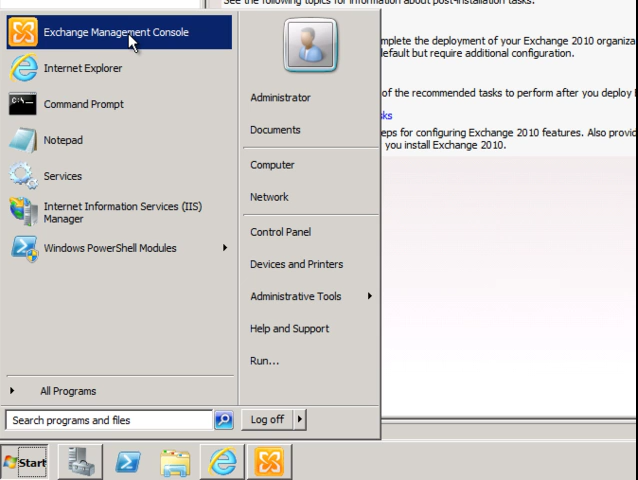 See the following topics for information about post-installation tasks.
Exchange Management Console
mplete the deployment of your Exchange 2010 organiza
default but require additional configuration.
Internet Explorer
Administrator
of the recommended tasks to perform after you deploy
Command Prompt
ks
Documents
eps for configuring Exchange 2010 features. Also provid
Notepad
you install Exchange 2010.
Computer
Services
Network
Internet Information Services (IIS)
Manager
Control Panel
Windows PowerShell Modules
Devices and Printers
Administrative Tools
Help and Support
Run...
All Programs
Search programs and files
Log off
Start